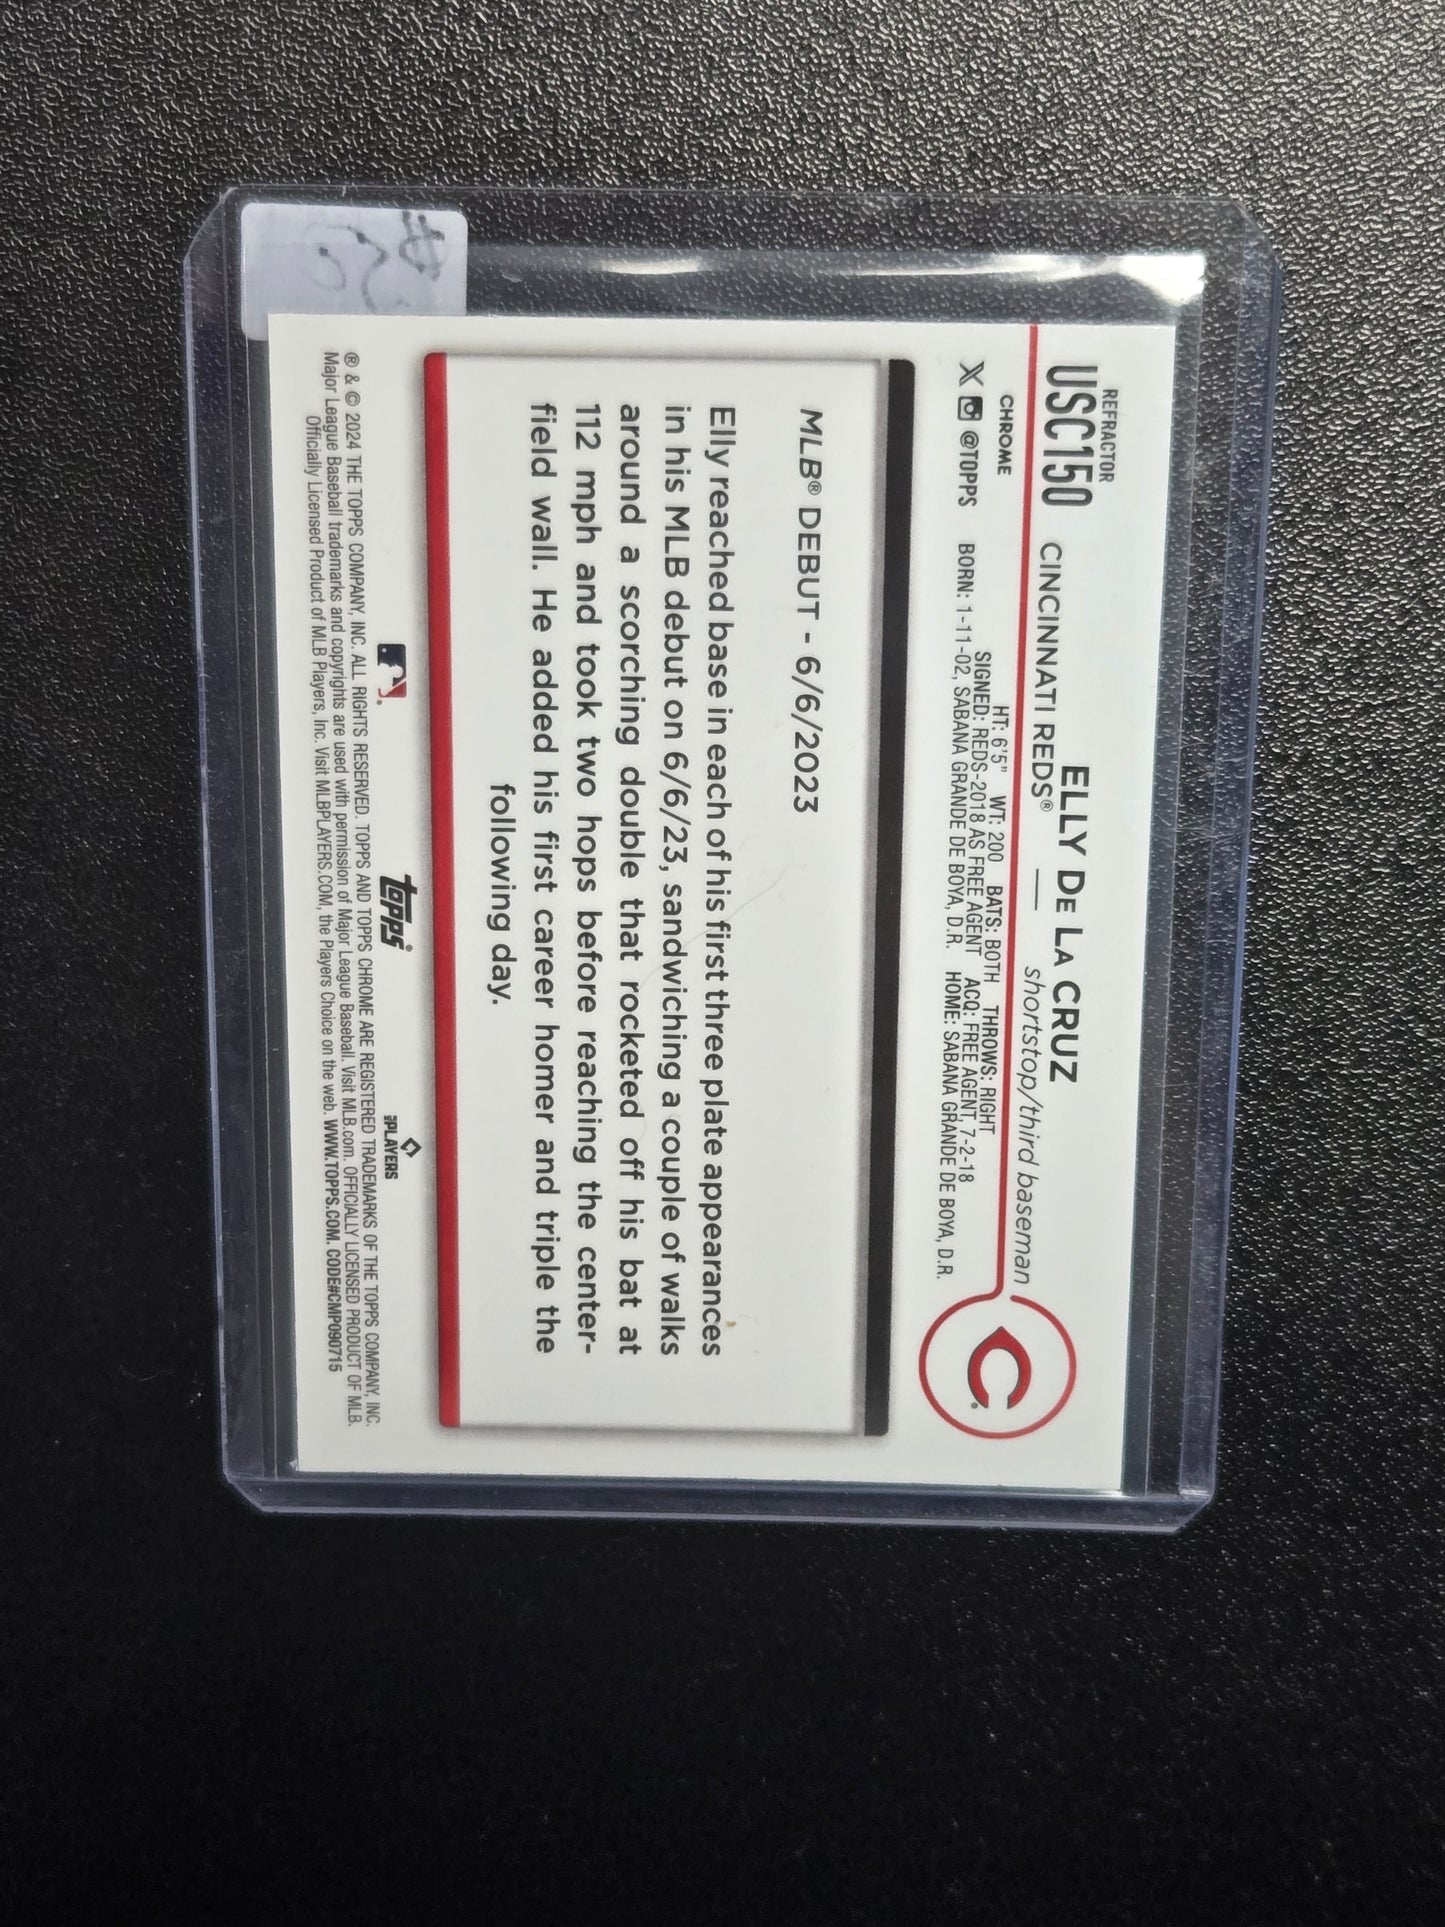 REFRACTOR
USC150
ELLY DE LA CRUZ
CINCINNATI REDS® — shortstop/third baseman
CHROME
HT: 6'5" WT: 200 BATS: BOTH THROWS: RIGHT
SIGNED: REDS-2018 AS FREE AGENT ACQ: FREE AGENT, 7-2-18
X @TOPPS BORN: 1-11-02, SABANA GRANDE DE BOYA, D.R. HOME: SABANA GRANDE DE BOYA, D.R.
C
MLB® DEBUT - 6/6/2023
Elly reached base in each of his first three plate appearances
in his MLB debut on 6/6/23, sandwiching a couple of walks
around a scorching double that rocketed off his bat at
112 mph and took two hops before reaching the center-
field wall. He added his first career homer and triple the
following day.
topps®
PLAYERS
® & © 2024 THE TOPPS COMPANY, INC. ALL RIGHTS RESERVED. TOPPS AND TOPPS CHROME ARE REGISTERED TRADEMARKS OF THE TOPPS COMPANY, INC.
Major League Baseball trademarks and copyrights are used with permission of Major League Baseball. Visit MLB.com. OFFICIALLY LICENSED PRODUCT OF MLB.
Officially Licensed Product of MLB Players, Inc. Visit MLBPLAYERS.COM, the Players Choice on the web. WWW.TOPPS.COM. CODE#CMP090715